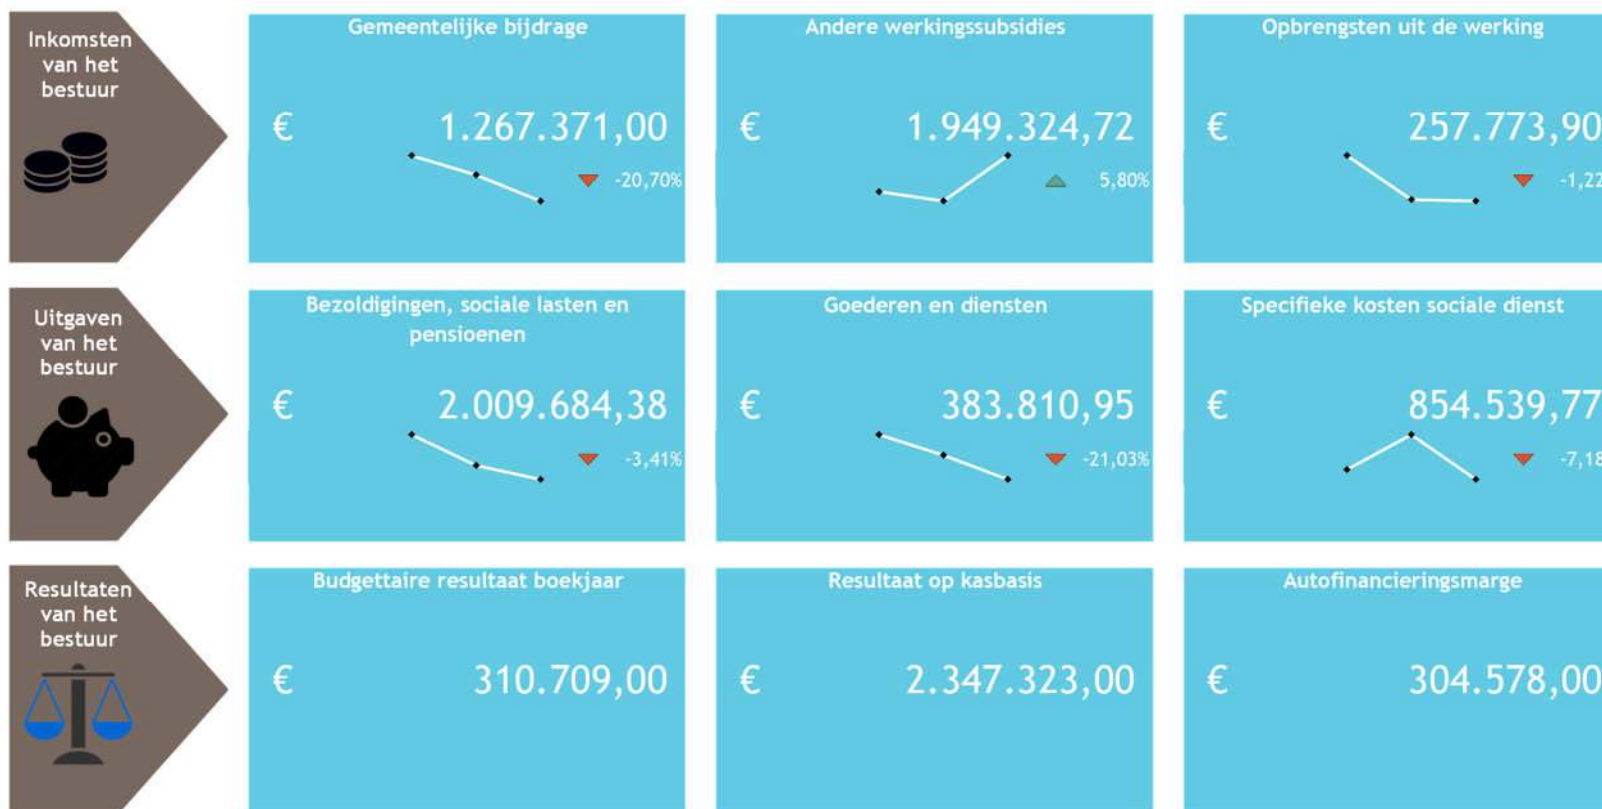 Inkomsten
van het
bestuur
Gemeentelijke bijdrage
€ 1.267.371,00
-20,70%
Andere werkingssubsidies
€ 1.949.324,72
5,80%
Opbrengsten uit de werking
€ 257.773,90
-1,22
Uitgaven
van het
bestuur
Bezoldigingen, sociale lasten en
pensioenen
€ 2.009.684,38
-3,41%
Goederen en diensten
€ 383.810,95
-21,03%
Specifieke kosten sociale dienst
€ 854.539,77
-7,18
Resultaten
van het
bestuur
Budgettaire resultaat boekjaar
€ 310.709,00
Resultaat op kasbasis
€ 2.347.323,00
Autofinancieringsmarge
€ 304.578,00